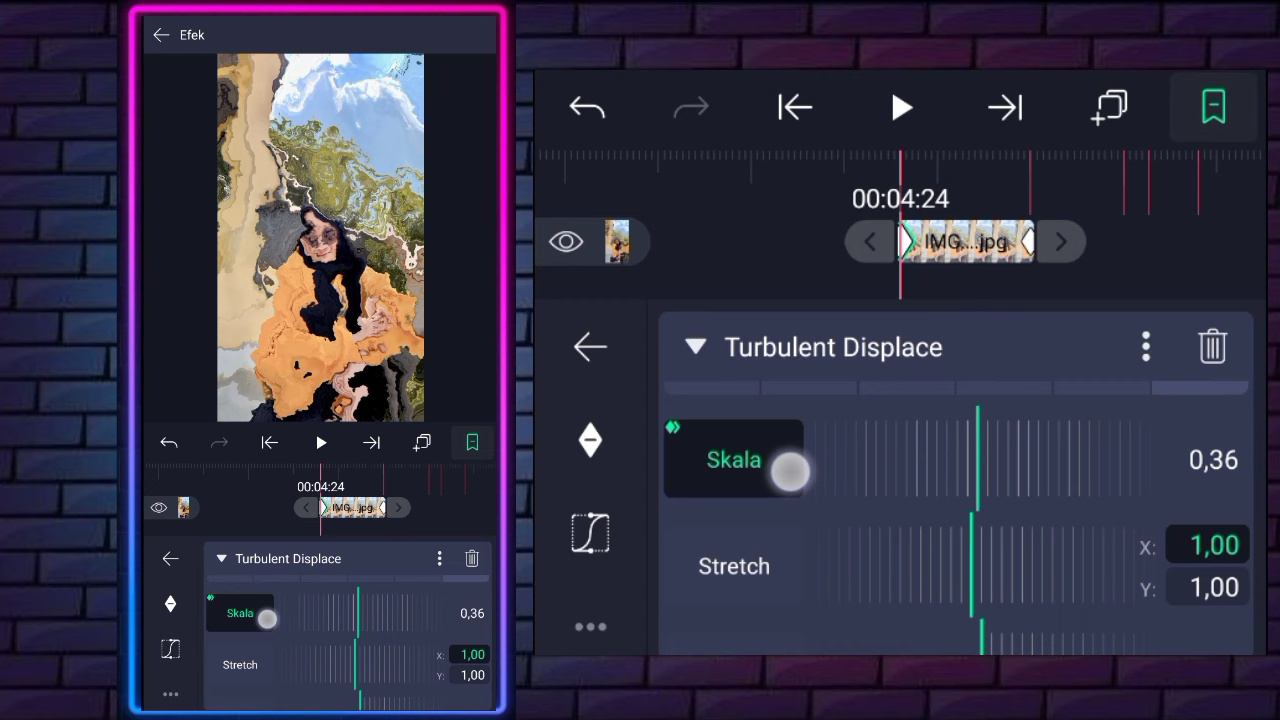 Efek
00:04:24
IMG...jpg
Turbulent Displace
Skala
0,36
Stretch
X: 1,00
Y: 1,00
00:04:24
IMG...jpg
Turbulent Displace
Skala
0,36
Stretch
X: 1,00
Y: 1,00